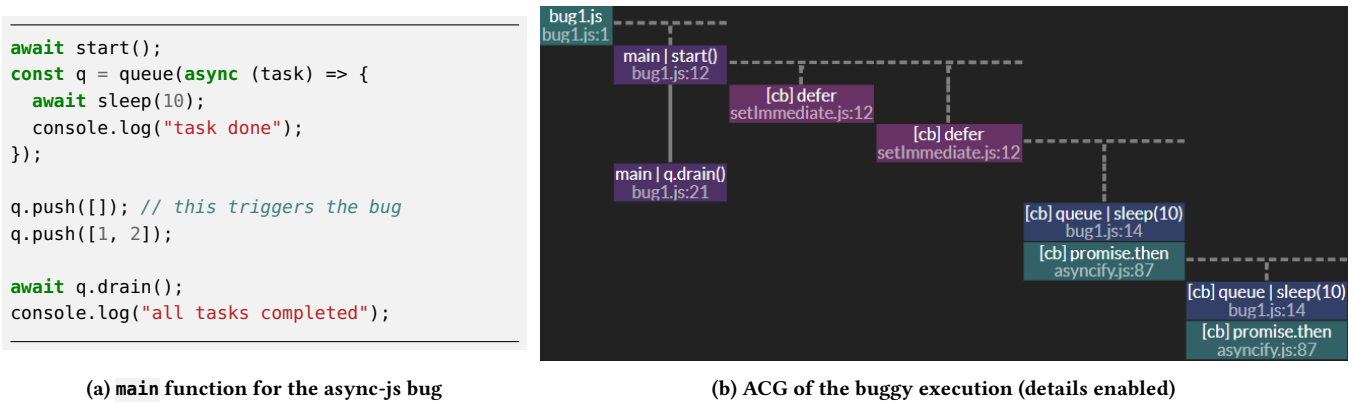 await start();
const q = queue(async (task) => {
  await sleep(10);
  console.log("task done");
});
q.push([]); // this triggers the bug
q.push([1, 2]);
await q.drain();
console.log("all tasks completed");
(a) main function for the async-js bug
bug1.js
bug1.js:1
main | start()
bug1.js:12
[cb] defer
setImmediate.js:12
[cb] defer
setImmediate.js:12
main | q.drain()
bug1.js:21
[cb] queue | sleep(10)
bug1.js:14
[cb] promise.then
asyncify.js:87
[cb] queue | sleep(10)
bug1.js:14
[cb] promise.then
asyncify.js:87
(b) ACG of the buggy execution (details enabled)